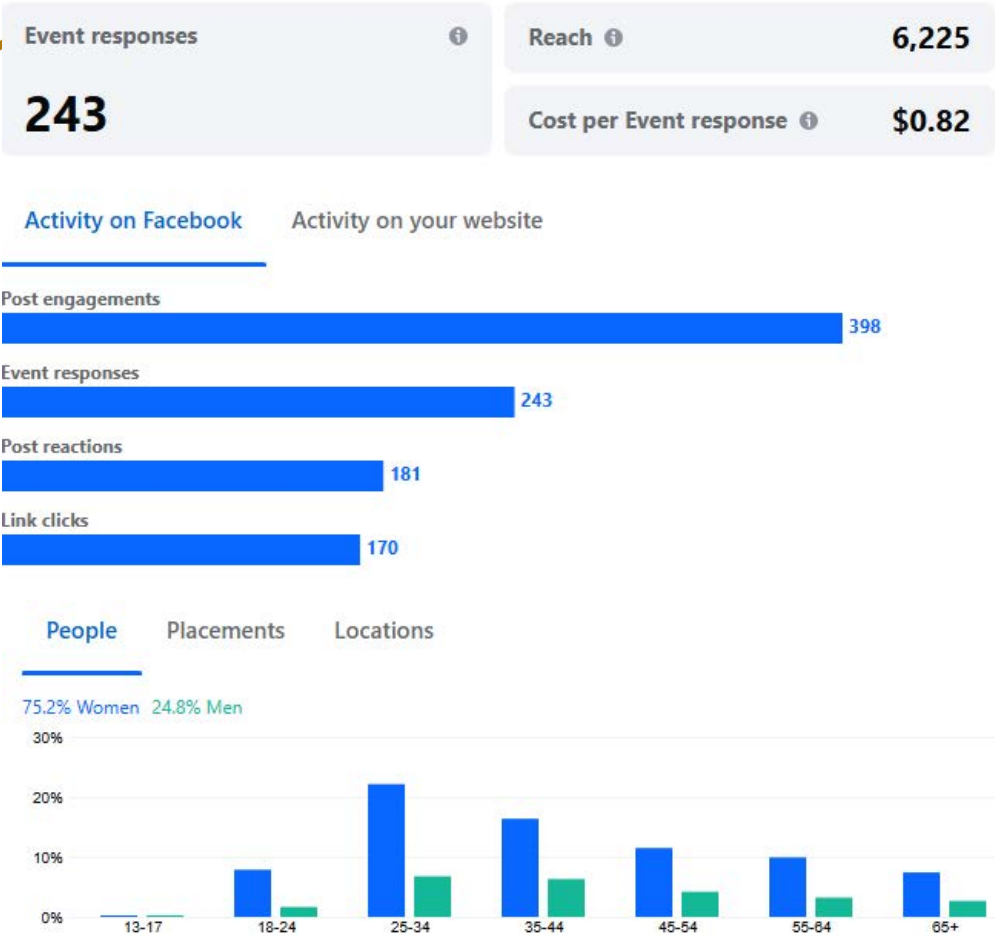 Event responses
243
Reach
6,225
Cost per Event response
$0.82
Activity on Facebook
Activity on your website
Post engagements
398
Event responses
243
Post reactions
181
Link clicks
170
People
Placements
Locations
75.2% Women 24.8% Men
30%
20%
10%
0%
13-17
18-24
25-34
35-44
45-54
55-64
65+